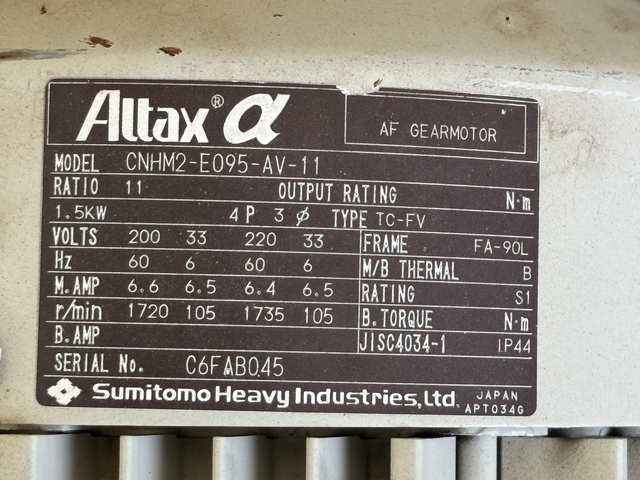 Altax® α
AF GEARMOTOR
MODEL CNHM2-E095-AV-11
RATIO 11 OUTPUT RATING N·m
1.5KW 4 P 3 ϕ TYPE TC-FV
VOLTS 200 33 220 33 FRAME FA-90L
Hz 60 6 60 6 M/B THERMAL B
M.AMP 6.6 6.5 6.4 6.5 RATING S1
r/min 1720 105 1735 105 B.TORQUE N·m
B.AMP JISC4034-1 IP44
SERIAL No. C6FAB045
Sumitomo Heavy Industries, Ltd. JAPAN
APT034G